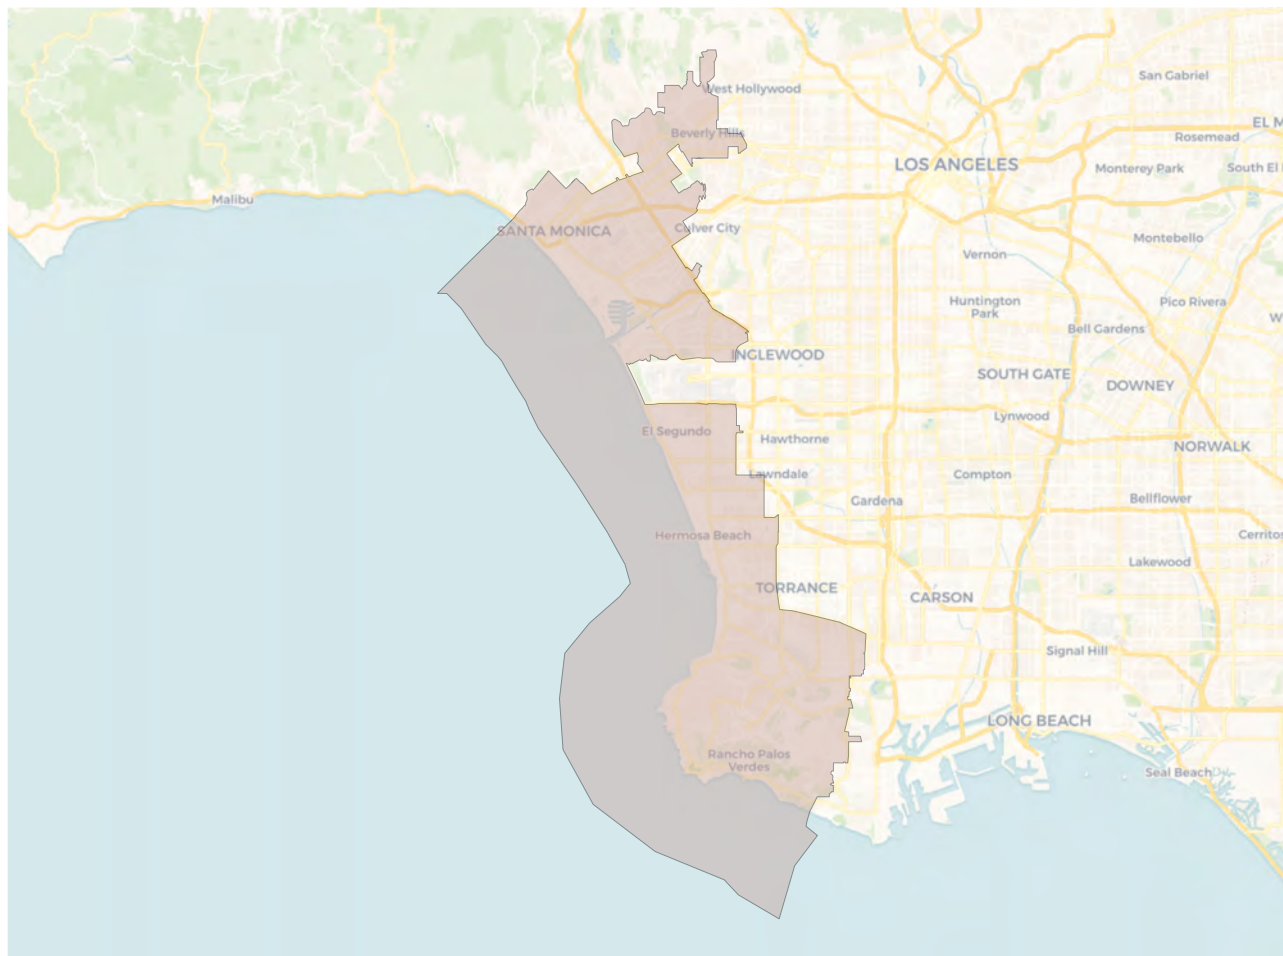 San Gabriel
West Hollywood
EL M
Beverly Hills
Rosemead
LOS ANGELES
Monterey Park
South El
Malibu
SANTA MONICA
Culver City
Montebello
Vernon
Huntington
Park
Pico Rivera
W
Bell Gardens
INGLEWOOD
SOUTH GATE
DOWNEY
Lynwood
El Segundo
Hawthorne
NORWALK
Lawndale
Compton
Gardena
Bellflower
Hermosa Beach
Cerritos
Lakewood
TORRANCE
CARSON
Signal Hill
LONG BEACH
Rancho Palos
Verdes
Seal Beach